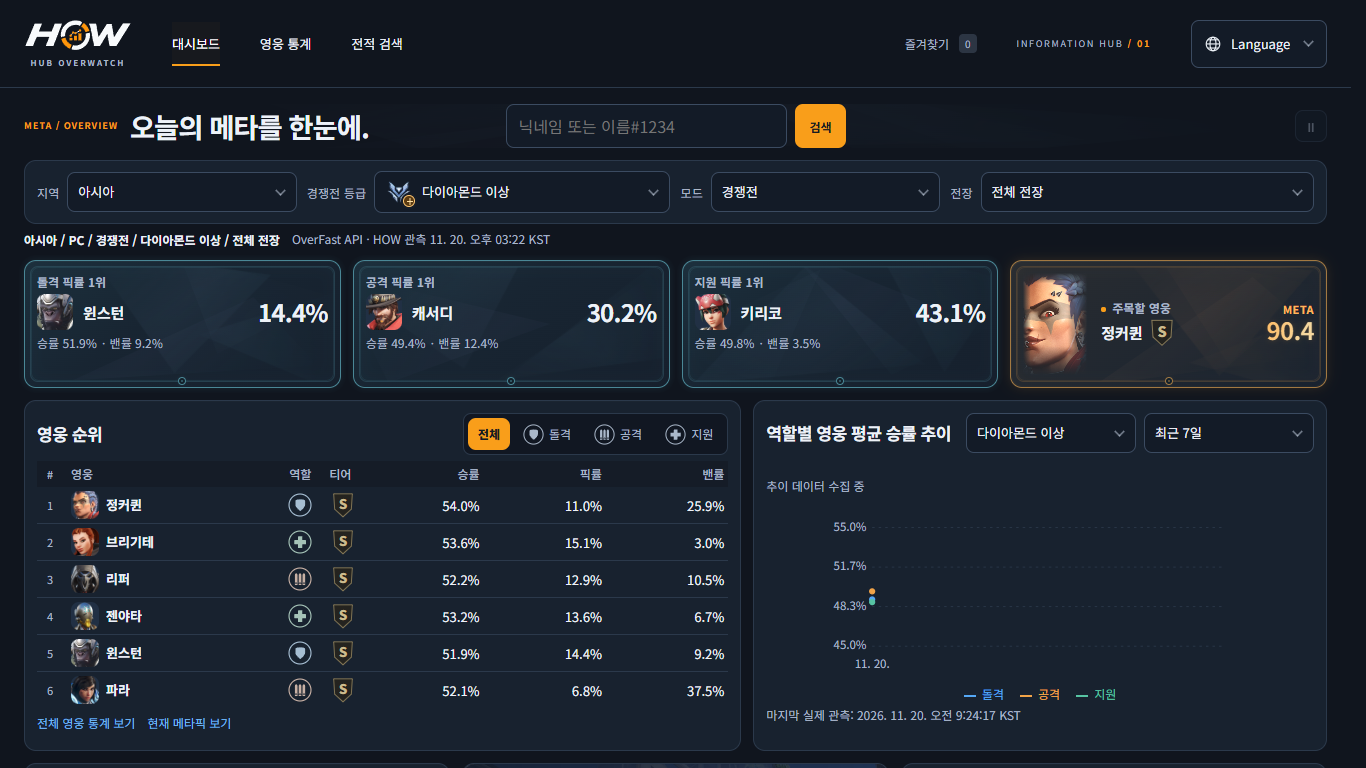 HOW
HUB OVERWATCH
대시보드
영웅 통계
전적 검색
즐겨찾기 0
INFORMATION HUB / 01
Language
META / OVERVIEW
오늘의 메타를 한눈에.
닉네임 또는 이름#1234
검색
지역
아시아
경쟁전 등급
다이아몬드 이상
모드
경쟁전
전장
전체 전장
아시아 / PC / 경쟁전 / 다이아몬드 이상 / 전체 전장
OverFast API · HOW 관측 11. 20. 오후 03:22 KST
돌격 픽률 1위
윈스턴
14.4%
승률 51.9% · 밴률 9.2%
공격 픽률 1위
캐서디
30.2%
승률 49.4% · 밴률 12.4%
지원 픽률 1위
키리코
43.1%
승률 49.8% · 밴률 3.5%
주목할 영웅
정커퀸 S
META
90.4
영웅 순위
전체
돌격
공격
지원
# 영웅 역할 티어 승률 픽률 밴률
1 정커퀸 S 54.0% 11.0% 25.9%
2 브리기테 S 53.6% 15.1% 3.0%
3 리퍼 S 52.2% 12.9% 10.5%
4 젠야타 S 53.2% 13.6% 6.7%
5 윈스턴 S 51.9% 14.4% 9.2%
6 파라 S 52.1% 6.8% 37.5%
전체 영웅 통계 보기
현재 메타픽 보기
역할별 영웅 평균 승률 추이
다이아몬드 이상
최근 7일
추이 데이터 수집 중
55.0%
51.7%
48.3%
45.0%
11. 20.
돌격
공격
지원
마지막 실제 관측: 2026. 11. 20. 오전 9:24:17 KST